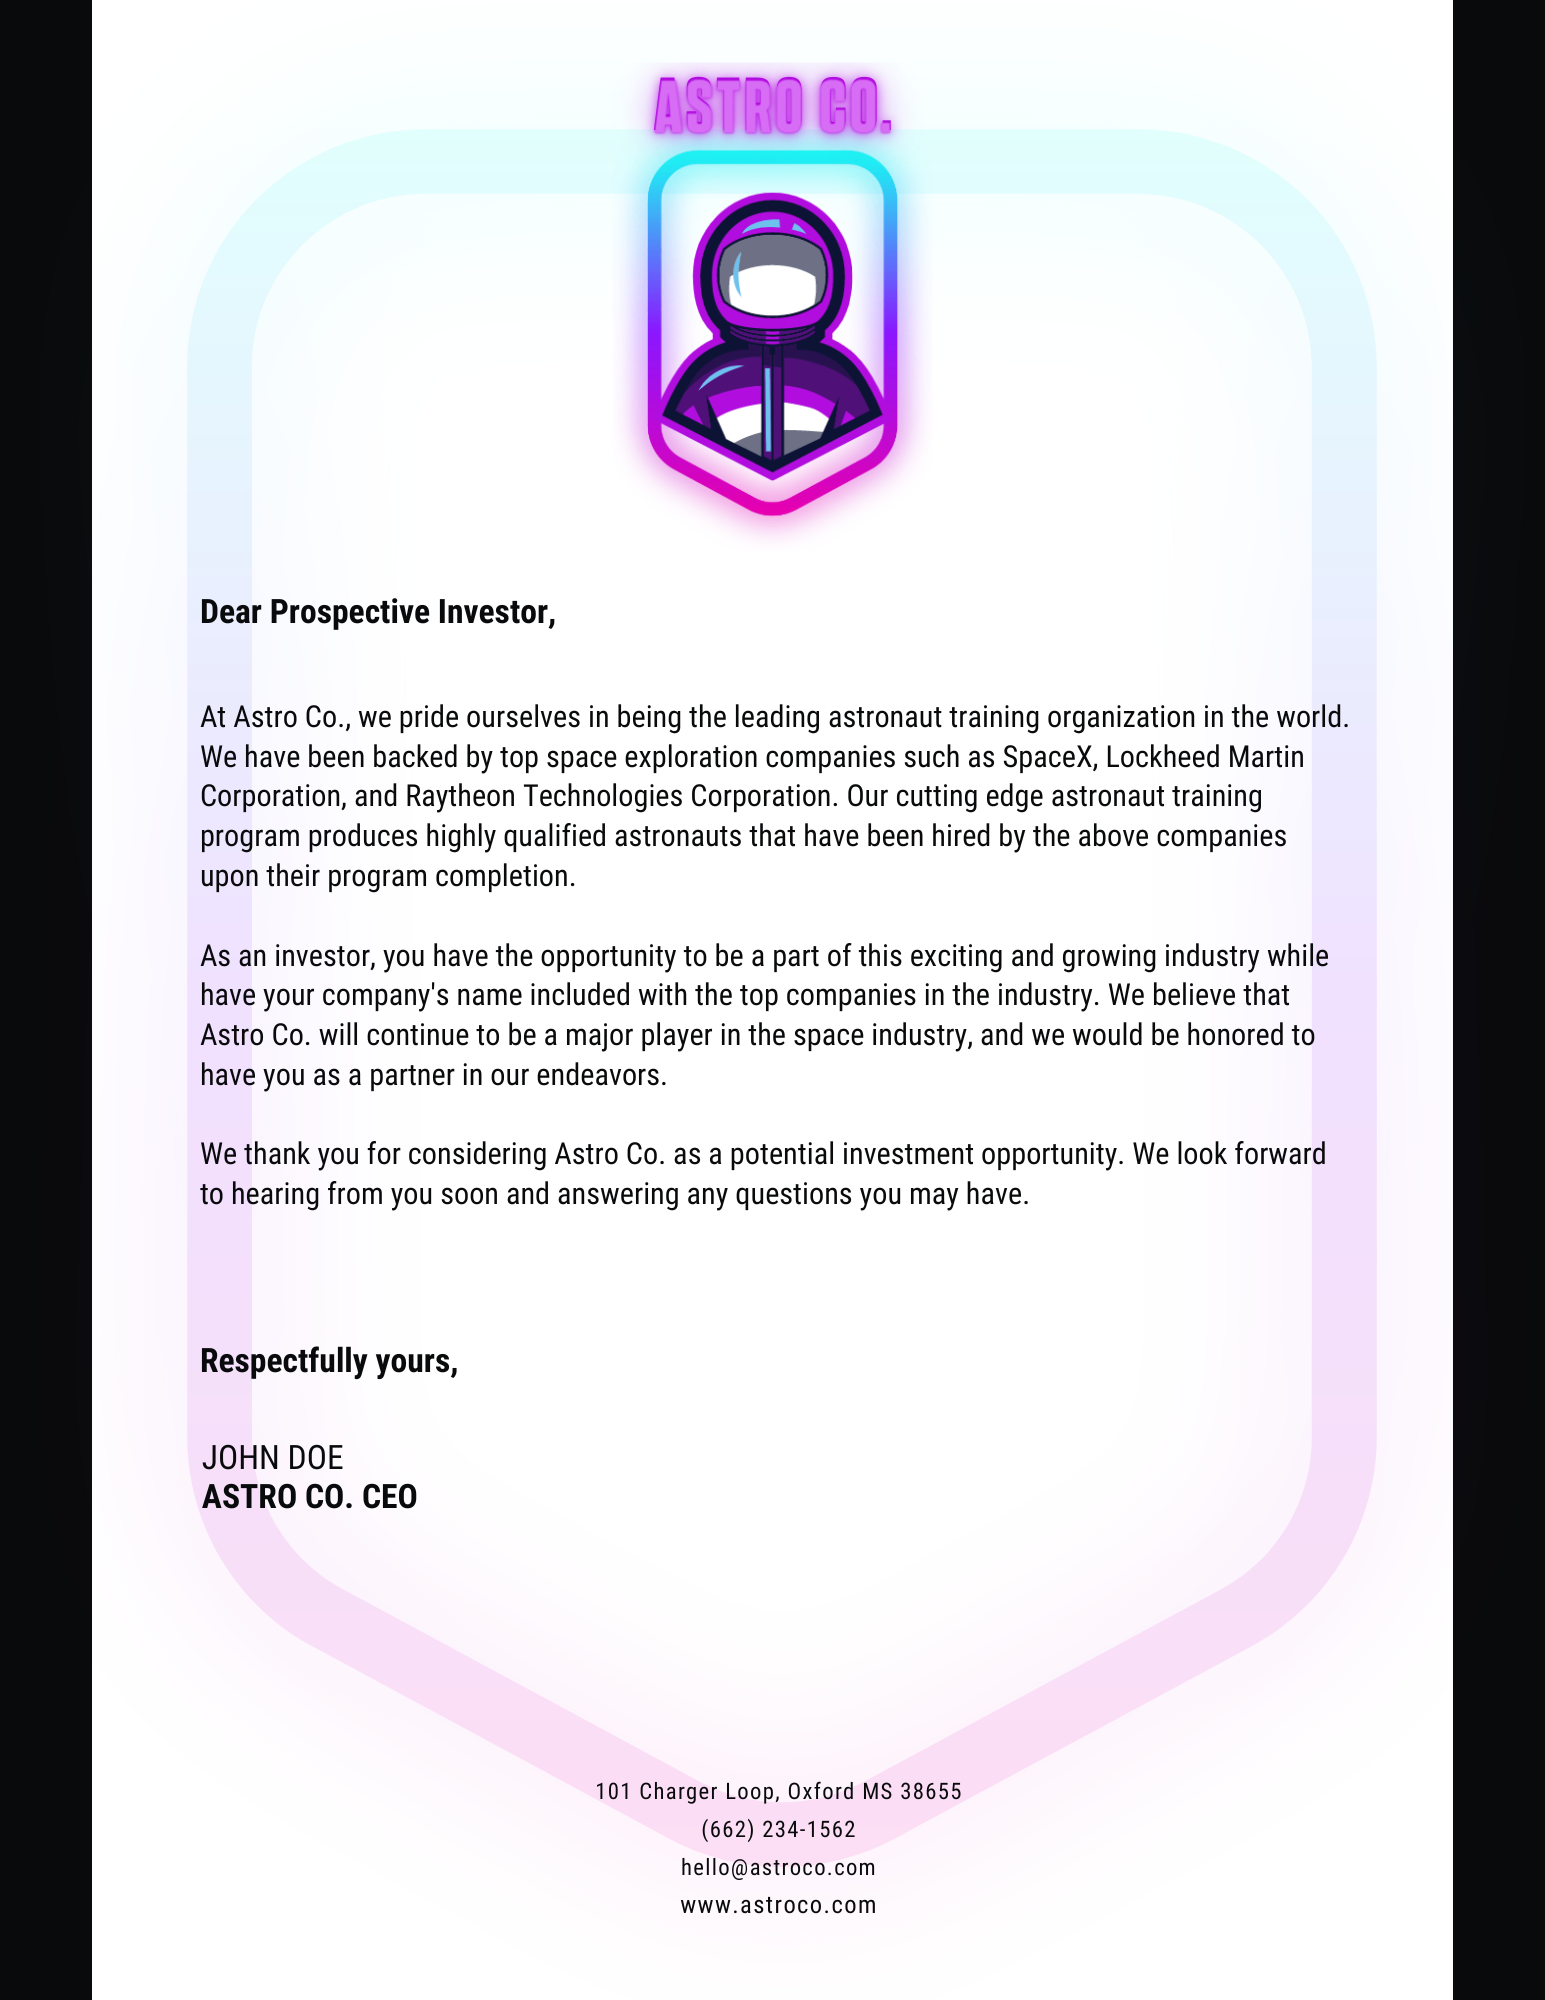 ASTRO CO.
Dear Prospective Investor,
At Astro Co., we pride ourselves in being the leading astronaut training organization in the world.
We have been backed by top space exploration companies such as SpaceX, Lockheed Martin
Corporation, and Raytheon Technologies Corporation. Our cutting edge astronaut training
program produces highly qualified astronauts that have been hired by the above companies
upon their program completion.
As an investor, you have the opportunity to be a part of this exciting and growing industry while
have your company's name included with the top companies in the industry. We believe that
Astro Co. will continue to be a major player in the space industry, and we would be honored to
have you as a partner in our endeavors.
We thank you for considering Astro Co. as a potential investment opportunity. We look forward
to hearing from you soon and answering any questions you may have.
Respectfully yours,
JOHN DOE
ASTRO CO. CEO
101 Charger Loop, Oxford MS 38655
(662) 234-1562
hello@astroco.com
www.astroco.com